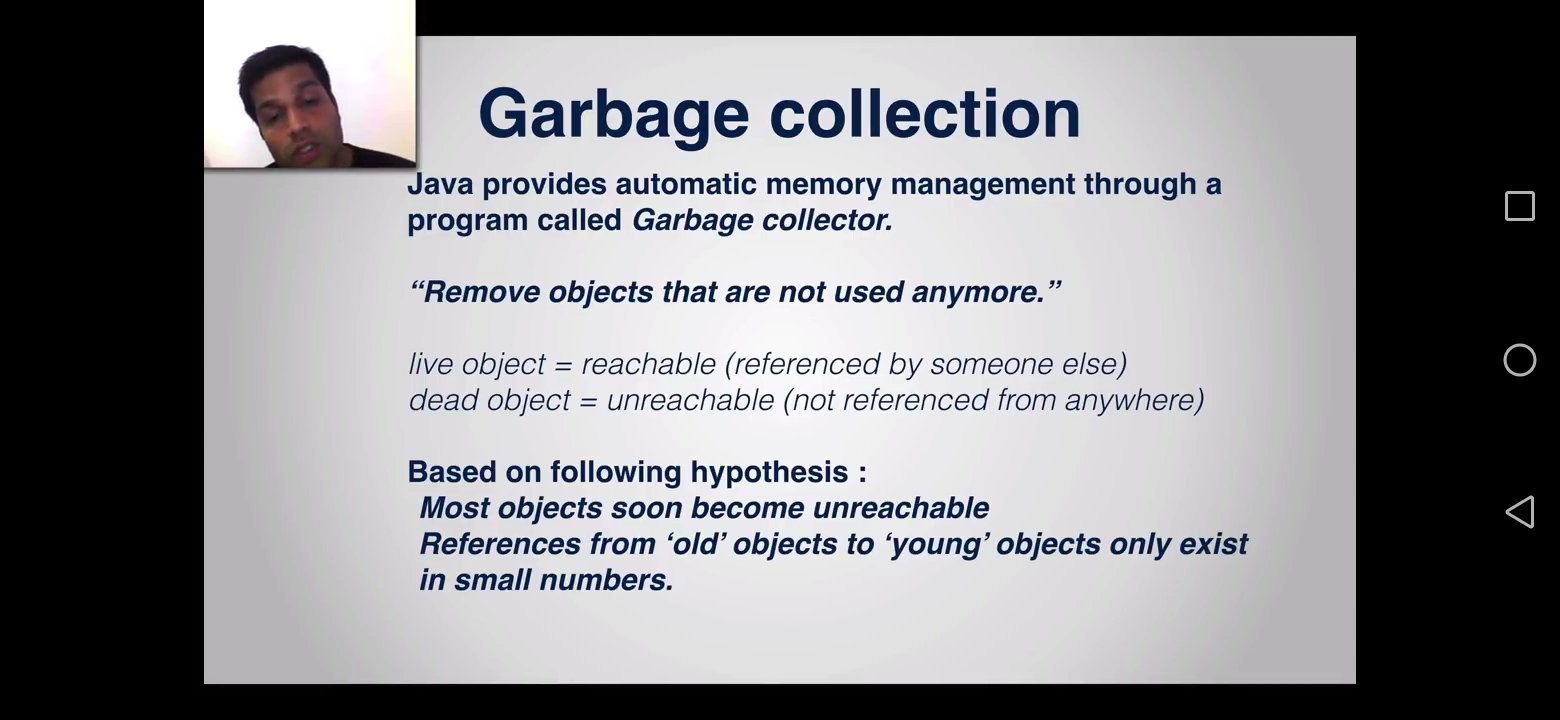 Garbage collection
Java provides automatic memory management through a
program called Garbage collector.
“Remove objects that are not used anymore.”
live object = reachable (referenced by someone else)
dead object = unreachable (not referenced from anywhere)
Based on following hypothesis :
Most objects soon become unreachable
References from ‘old’ objects to ‘young’ objects only exist
in small numbers.